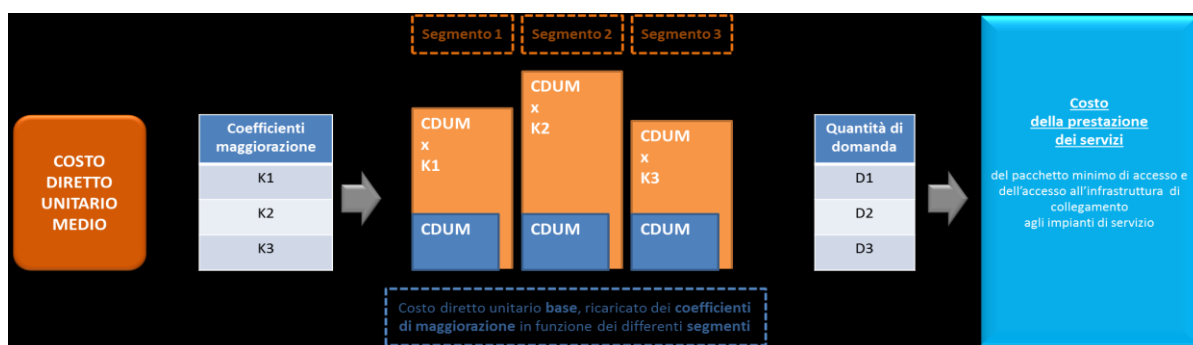 Segmento 1
Segmento 2
Segmento 3
COSTO
DIRETTO
UNITARIO
MEDIO
Coefficienti
maggiorazione
K1
K2
K3
CDUM
x
K1
CDUM
CDUM
x
K2
CDUM
CDUM
x
K3
CDUM
Quantità di
domanda
D1
D2
D3
Costo
della prestazione
dei servizi
del pacchetto minimo di accesso e
dell'accesso all'infrastruttura di
collegamento
agli impianti di servizio
Costo diretto unitario base, ricaricato dei coefficienti
di maggiorazione in funzione dei differenti segmenti